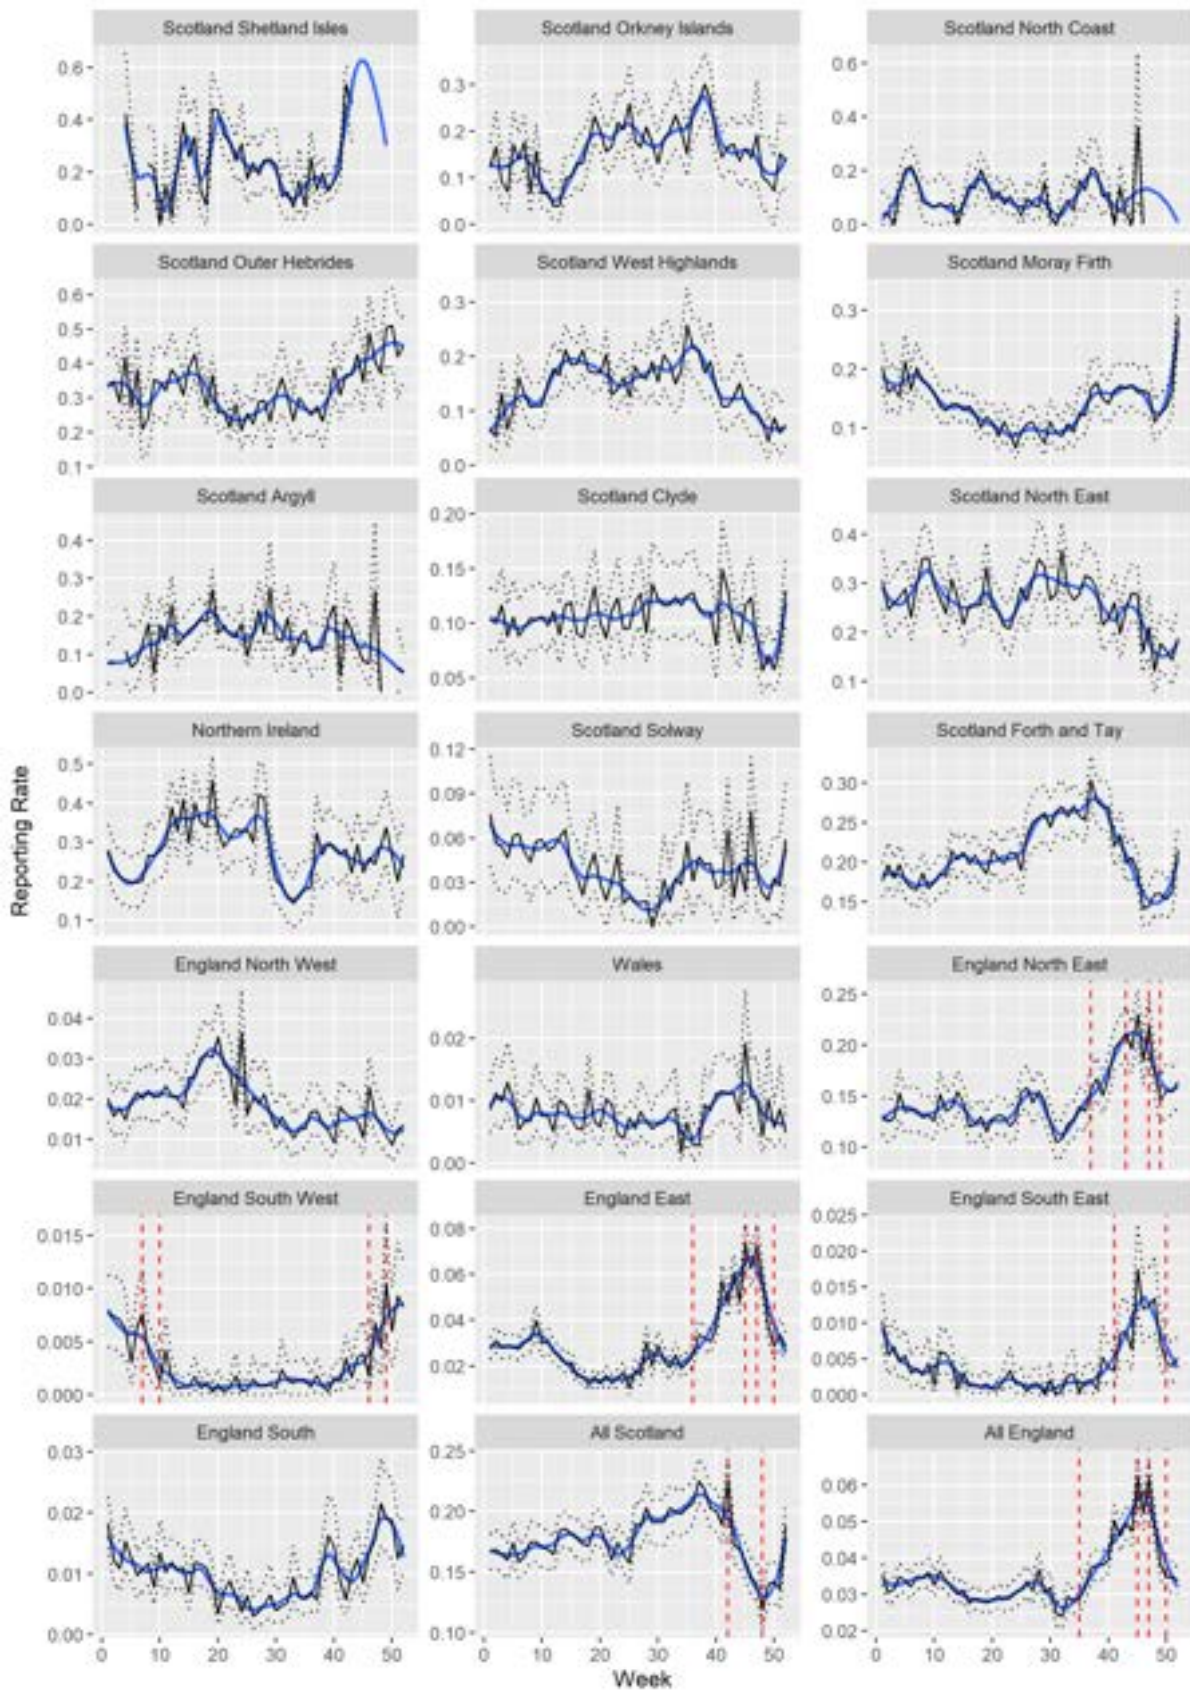 Scotland Shetland Isles Scotland Orkney Islands Scotland North Coast
0.6 0.3 0.6
0.4 0.2 0.4
0.2 0.1 0.2
0.0 0.0 0.0
Scotland Outer Hebrides Scotland West Highlands Scotland Moray Firth
0.6 0.3 0.3
0.5
0.4 0.2 0.2
0.3 0.1
0.2 0.1
0.1 0.0
Scotland Argyll Scotland Clyde Scotland North East
0.4 0.20 0.4
0.3 0.15 0.3
0.2 0.10 0.2
0.1
0.0 0.05 0.1
Northern Ireland Scotland Solway Scotland Forth and Tay
0.5 0.12 0.30
0.4 0.09 0.25
0.3 0.06
0.2 0.03 0.20
0.1 0.00 0.15
Reporting Rate
England North West Wales England North East
0.04 0.02 0.25
0.03 0.01 0.20
0.02 0.15
0.01 0.00 0.10
England South West England East England South East
0.015 0.08 0.025
0.020
0.010 0.06 0.015
0.005 0.04 0.010
0.005
0.000 0.02 0.000
England South All Scotland All England
0.03 0.25 0.06
0.02 0.20 0.05
0.04
0.01 0.15 0.03
0.00 0.10 0.02
0 10 20 30 40 50 0 10 20 30 40 50 0 10 20 30 40 50
Week